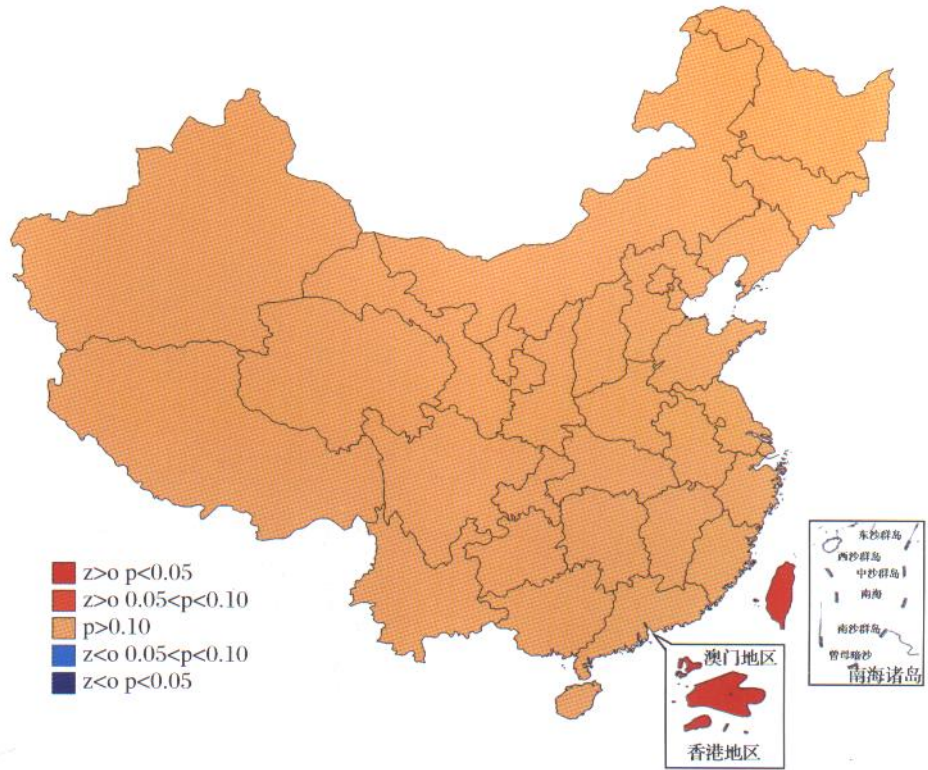 z>o p<0.05
z>o 0.05<p<0.10
p>0.10
z<o 0.05<p<0.10
z<o p<0.05
东沙群岛
西沙群岛
中沙群岛
南海
南沙群岛
曾母暗沙
南海诸岛
澳门地区
香港地区